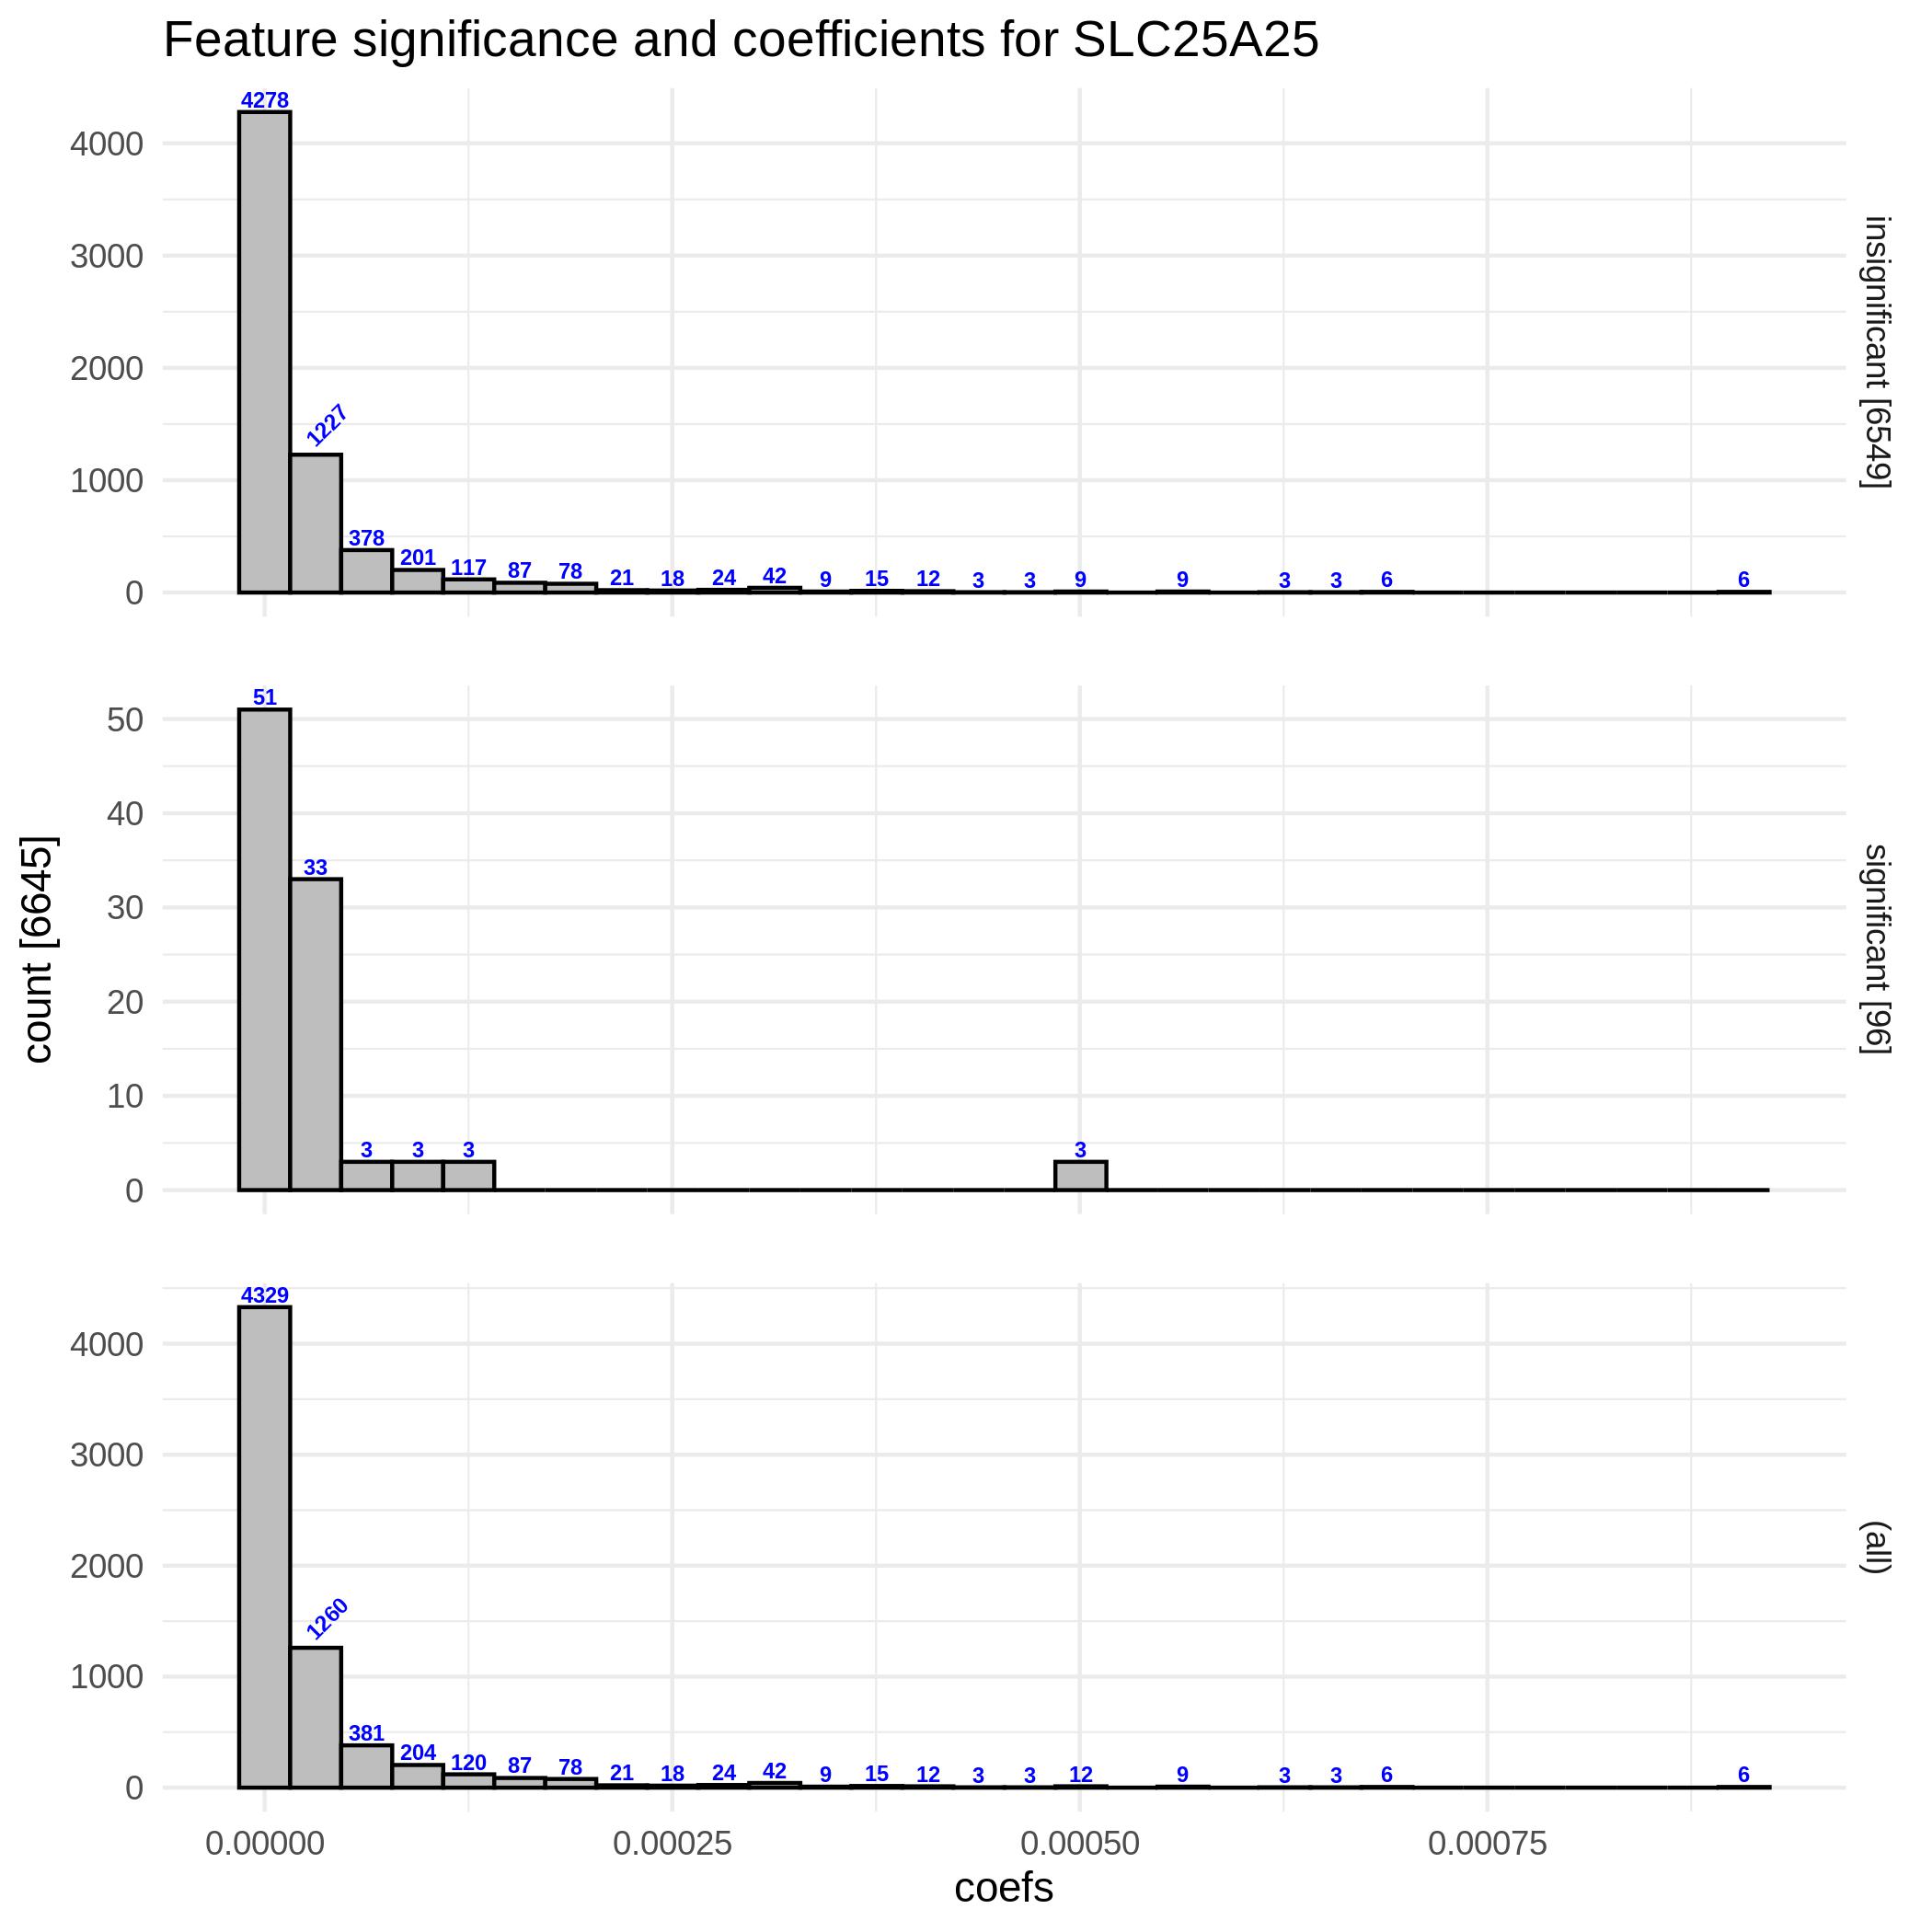 Feature significance and coefficients for SLC25A25
4278
4000
3000
2000
1227
1000
378
201 117 87 78 21 18 24 42 9 15 12 3 3 9 9 3 3 6 6
0
insignificant [6549]
51
50
40
33
30
20
10
3 3 3 3
0
significant [96]
count [6645]
4329
4000
3000
2000
1260
1000
381
204 120 87 78 21 18 24 42 9 15 12 3 3 12 9 3 3 6 6
0
(all)
0.00000 0.00025 0.00050 0.00075
coefs